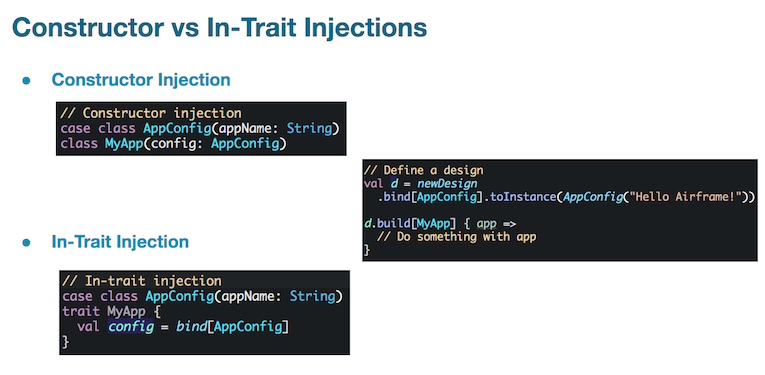 Constructor vs In-Trait Injections
● Constructor Injection
// Constructor injection
case class AppConfig(appName: String)
class MyApp(config: AppConfig)
// Define a design
val d = newDesign
  .bind[AppConfig].toInstance(AppConfig("Hello Airframe!"))
d.build[MyApp] { app =>
  // Do something with app
}
● In-Trait Injection
// In-trait injection
case class AppConfig(appName: String)
trait MyApp {
  val config = bind[AppConfig]
}